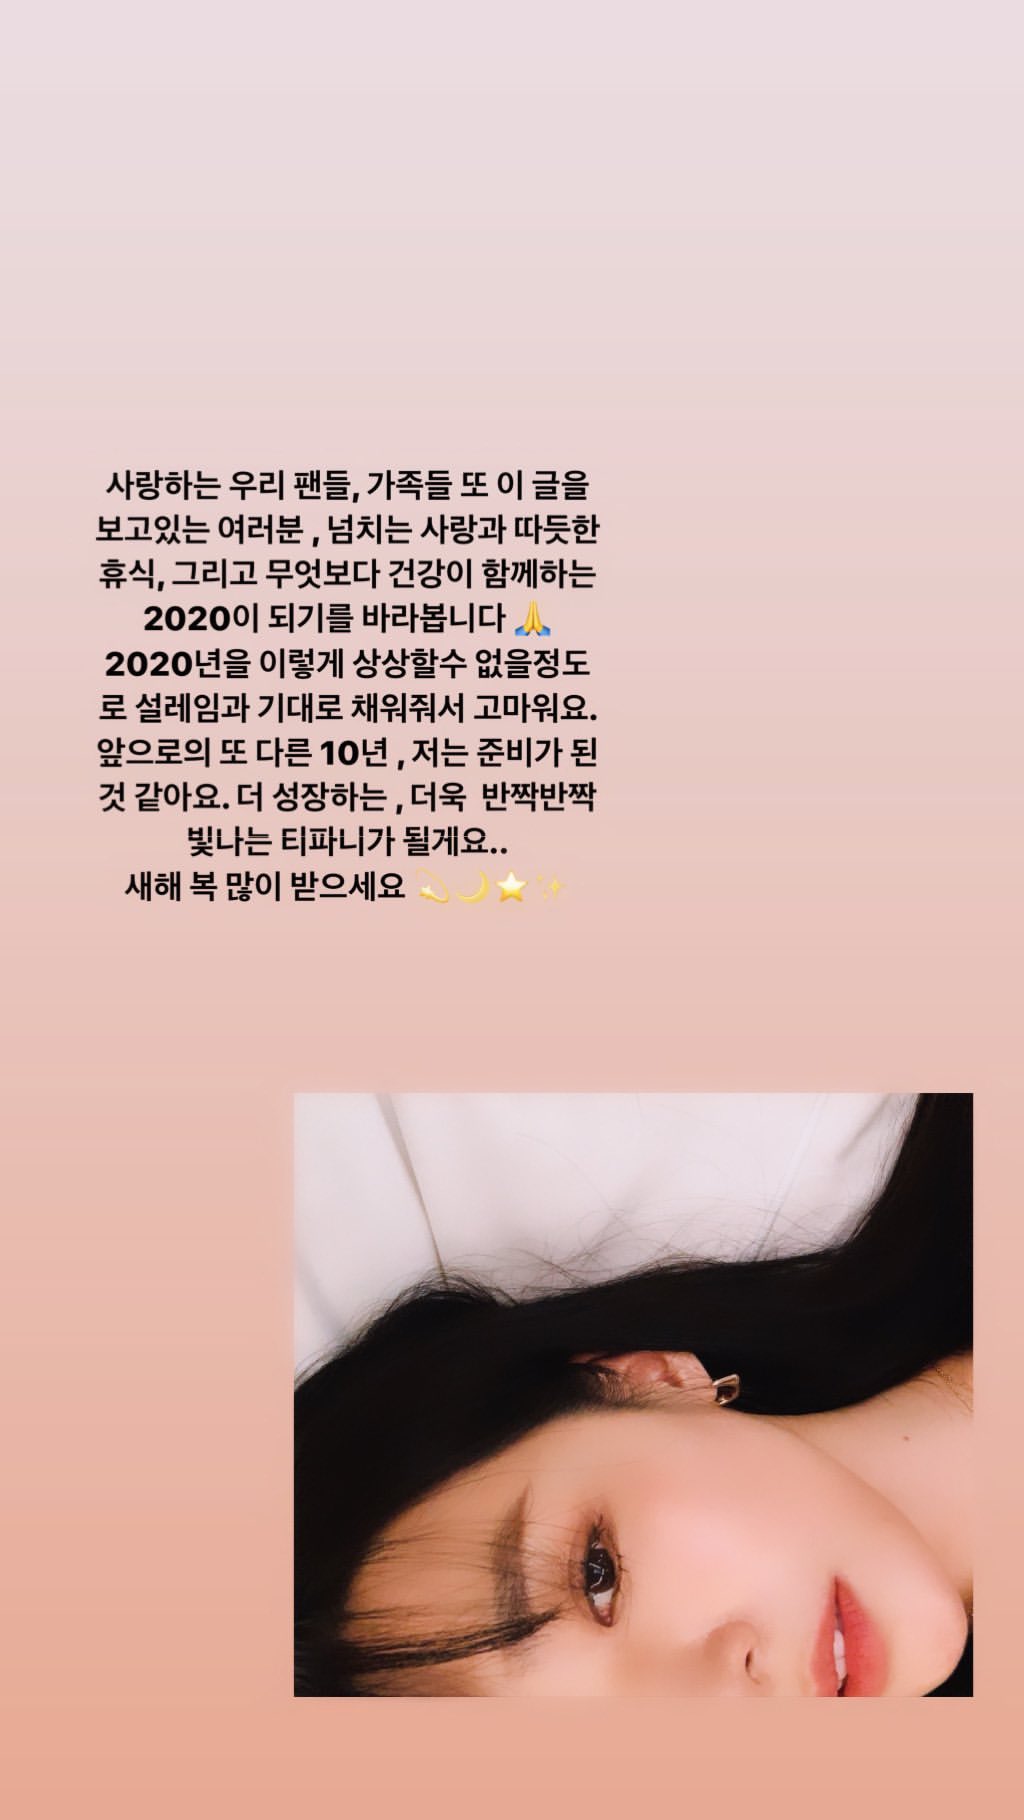 사랑하는 우리 팬들, 가족들 또 이 글을
보고있는 여러분 , 넘치는 사랑과 따듯한
휴식, 그리고 무엇보다 건강이 함께하는
2020이 되기를 바라봅니다 🙏
2020년을 이렇게 상상할수 없을정도
로 설레임과 기대로 채워줘서 고마워요.
앞으로의 또 다른 10년 , 저는 준비가 된
것 같아요. 더 성장하는 , 더욱  반짝반짝
빛나는 티파니가 될게요..
새해 복 많이 받으세요 💫🌙⭐✨